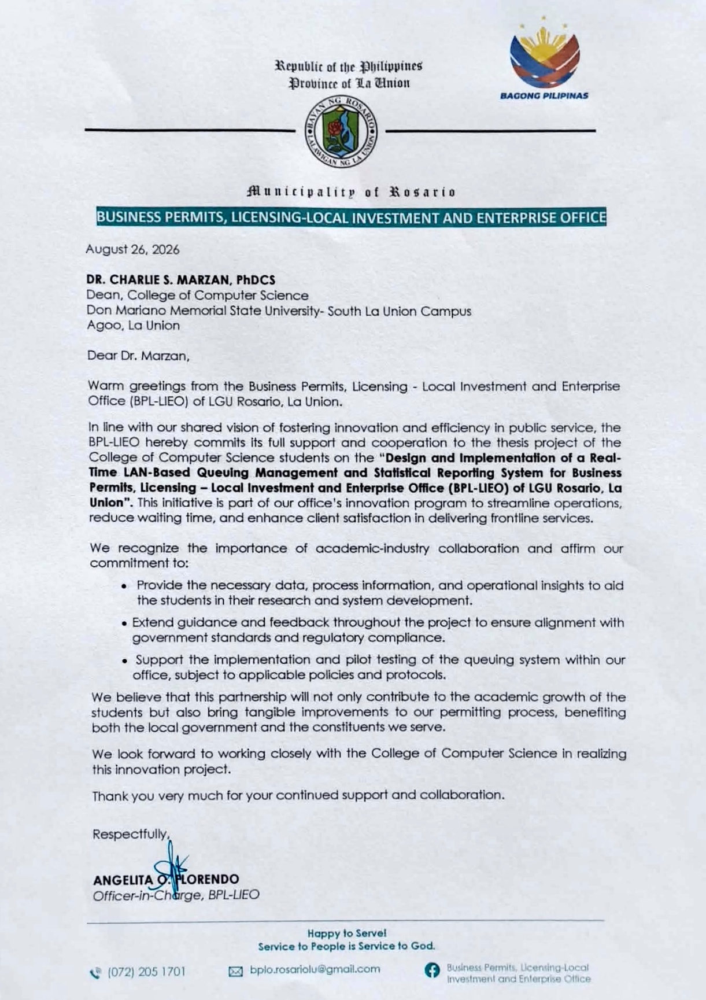 BAGONG PILIPINAS
Republic of the Philippines
Province of La Union
BAYAN NG ROSARIO
LALAWIGAN NG LA UNION
Municipality of Rosario
BUSINESS PERMITS, LICENSING-LOCAL INVESTMENT AND ENTERPRISE OFFICE
August 26, 2026
DR. CHARLIE S. MARZAN, PhDCS
Dean, College of Computer Science
Don Mariano Memorial State University- South La Union Campus
Agoo, La Union
Dear Dr. Marzan,
Warm greetings from the Business Permits, Licensing - Local Investment and Enterprise
Office (BPL-LIEO) of LGU Rosario, La Union.
In line with our shared vision of fostering innovation and efficiency in public service, the
BPL-LIEO hereby commits its full support and cooperation to the thesis project of the
College of Computer Science students on the "Design and Implementation of a Real-
Time LAN-Based Queuing Management and Statistical Reporting System for Business
Permits, Licensing – Local Investment and Enterprise Office (BPL-LIEO) of LGU Rosario, La
Union". This initiative is part of our office's innovation program to streamline operations,
reduce waiting time, and enhance client satisfaction in delivering frontline services.
We recognize the importance of academic-industry collaboration and affirm our
commitment to:
• Provide the necessary data, process information, and operational insights to aid
the students in their research and system development.
• Extend guidance and feedback throughout the project to ensure alignment with
government standards and regulatory compliance.
• Support the implementation and pilot testing of the queuing system within our
office, subject to applicable policies and protocols.
We believe that this partnership will not only contribute to the academic growth of the
students but also bring tangible improvements to our permitting process, benefiting
both the local government and the constituents we serve.
We look forward to working closely with the College of Computer Science in realizing
this innovation project.
Thank you very much for your continued support and collaboration.
Respectfully,
ANGELITA O. FLORENDO
Officer-in-Charge, BPL-LIEO
Happy to Serve!
Service to People is Service to God.
(072) 205 1701
bplo.rosariolu@gmail.com
Business Permits, Licensing-Local
Investment and Enterprise Office